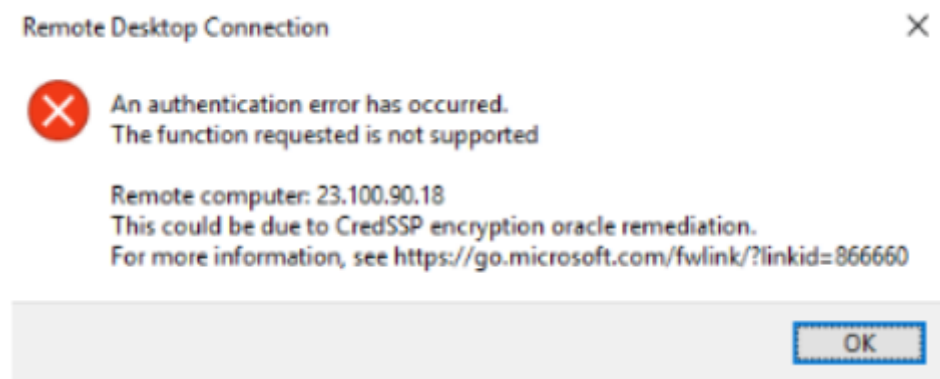 Remote Desktop Connection
An authentication error has occurred.
The function requested is not supported
Remote computer: 23.100.90.18
This could be due to CredSSP encryption oracle remediation.
For more information, see https://go.microsoft.com/fwlink/?linkid=866660
OK